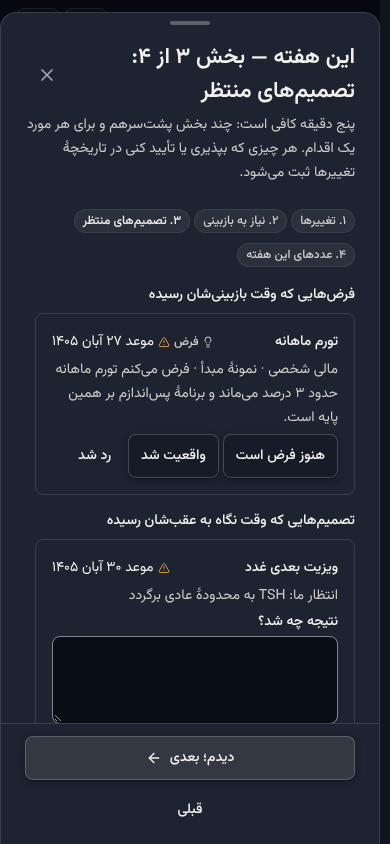 این هفته — بخش ۳ از ۴:
تصمیم‌های منتظر
پنج دقیقه کافی است: چند بخش پشت‌سرهم و برای هر مورد
یک اقدام. هر چیزی که بپذیری یا تأیید کنی در تاریخچهٔ
تغییرها ثبت می‌شود.
۱. تغییرها
۲. نیاز به بازبینی
۳. تصمیم‌های منتظر
۴. عددهای این هفته
فرض‌هایی که وقت بازبینی‌شان رسیده
تورم ماهانه
فرض
موعد ۲۷ آبان ۱۴۰۵
مالی شخصی · نمونهٔ مبدأ · فرض می‌کنم تورم ماهانه
حدود ۳ درصد می‌ماند و برنامهٔ پس‌اندازم بر همین
پایه است.
هنوز فرض است
واقعیت شد
رد شد
تصمیم‌هایی که وقت نگاه به عقب‌شان رسیده
ویزیت بعدی غدد
موعد ۳۰ آبان ۱۴۰۵
انتظار ما: TSH به محدودهٔ عادی برگردد
نتیجه چه شد؟
دیدم؛ بعدی
قبلی